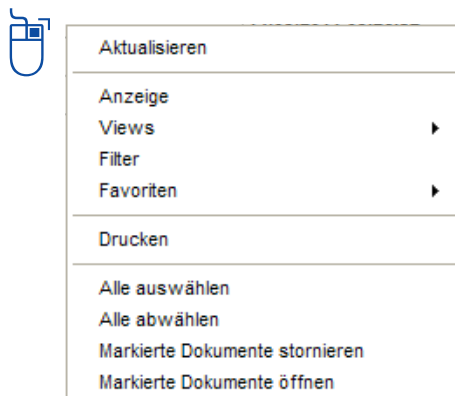 Aktualisieren
Anzeige
Views
Filter
Favoriten
Drucken
Alle auswählen
Alle abwählen
Markierte Dokumente stornieren
Markierte Dokumente öffnen